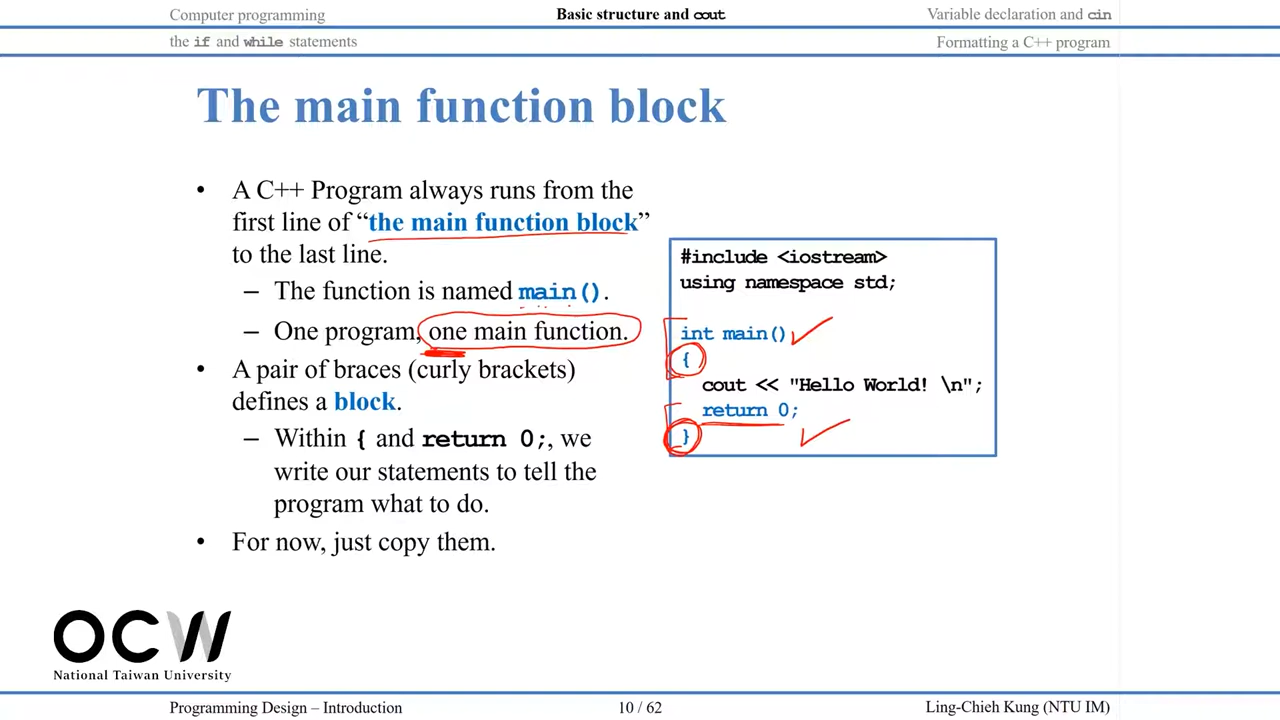 Computer programming
Basic structure and cout
Variable declaration and cin
the if and while statements
Formatting a C++ program
The main function block
• A C++ Program always runs from the
first line of “the main function block”
to the last line.
– The function is named main().
– One program, one main function.
• A pair of braces (curly brackets)
defines a block.
– Within { and return 0;, we
write our statements to tell the
program what to do.
• For now, just copy them.
#include <iostream>
using namespace std;
int main()
{
cout << "Hello World! \n";
return 0;
}
OCW
National Taiwan University
Programming Design – Introduction
10 / 62
Ling-Chieh Kung (NTU IM)